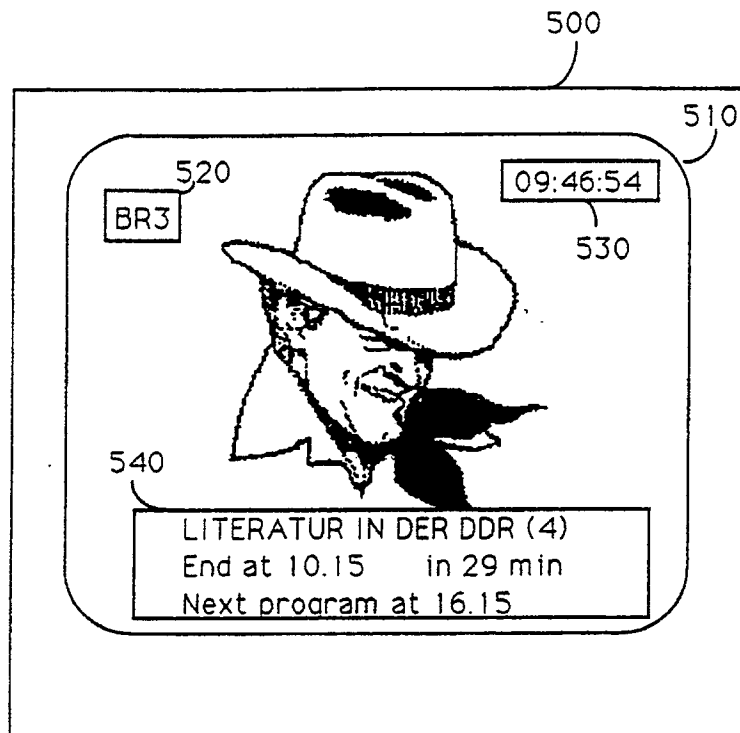 500
510
520
09:46:54
BR3
530
540
LITERATUR IN DER DDR (4)
End at 10.15 in 29 min
Next program at 16.15